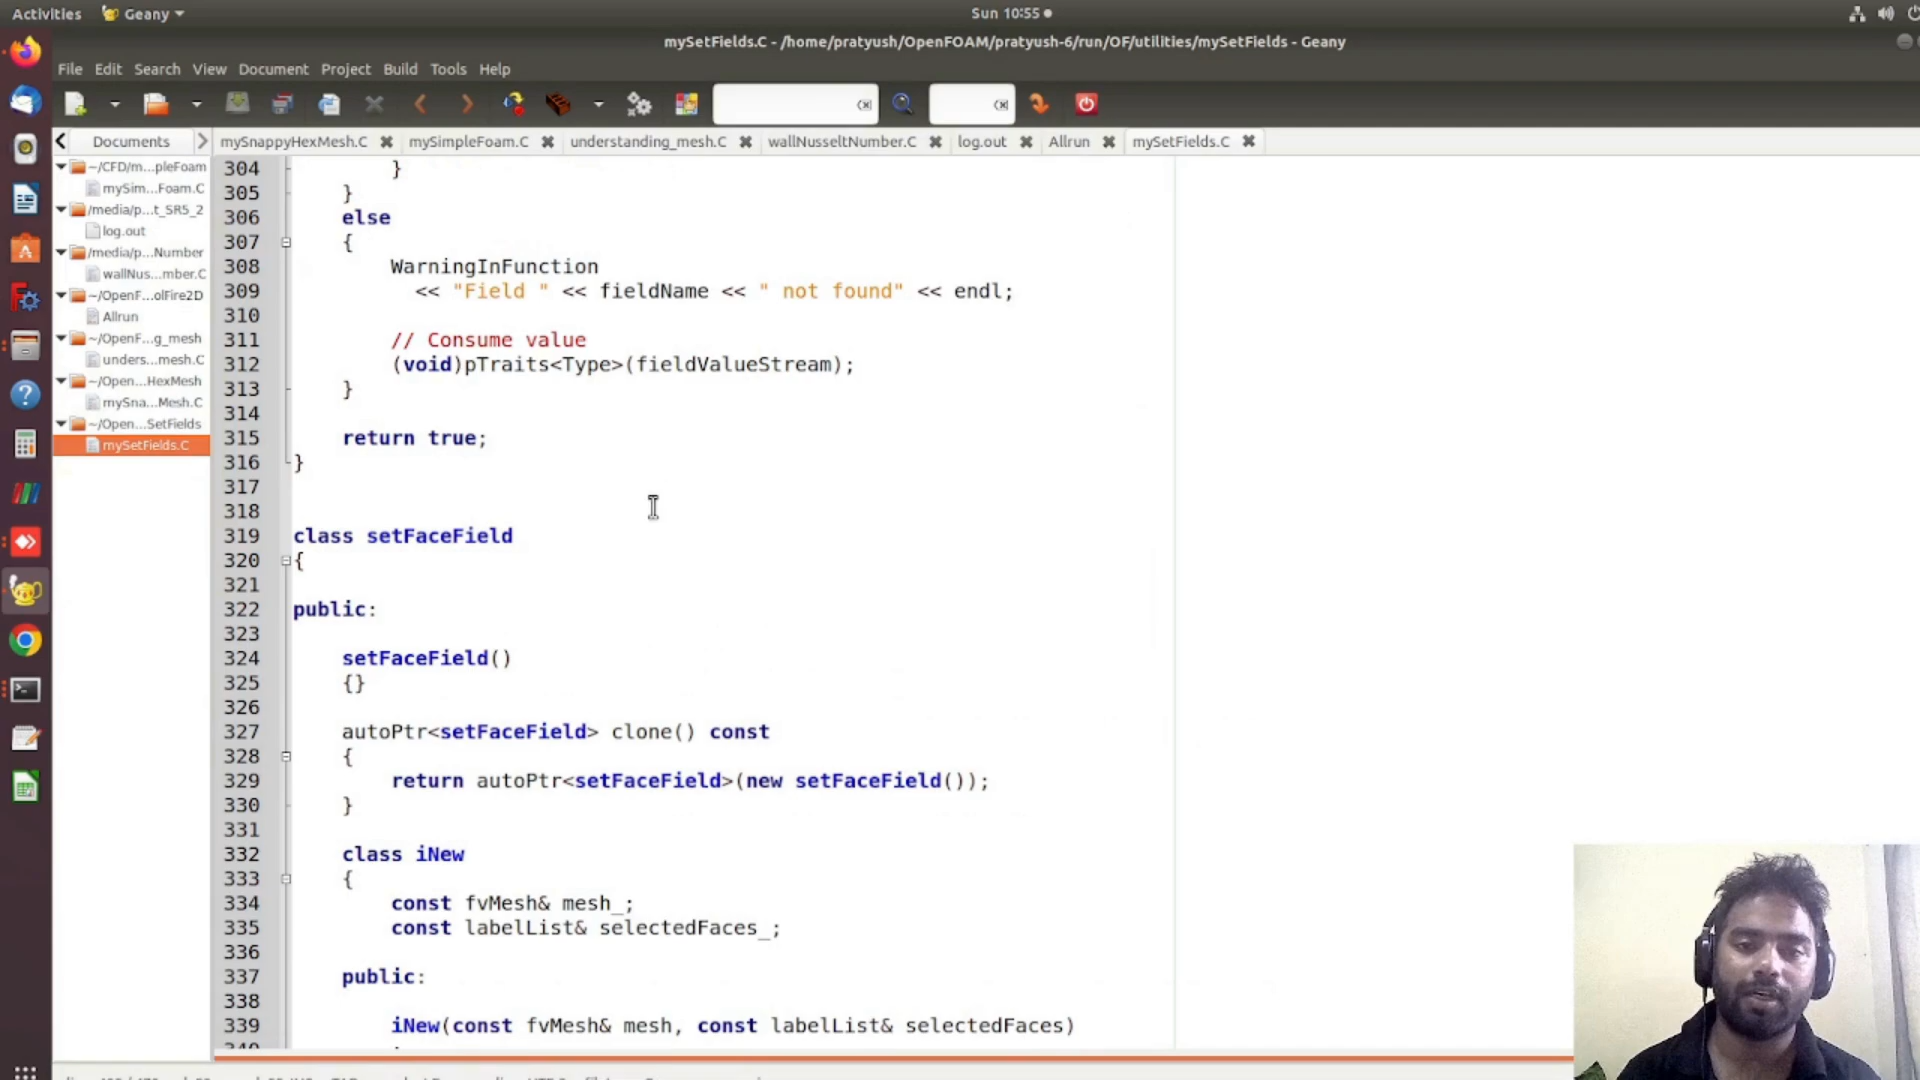 Activities Geany Sun 10:55
mySetFields.C - /home/pratyush/OpenFOAM/pratyush-6/run/OF/utilities/mySetFields - Geany
File Edit Search View Document Project Build Tools Help
Documents mySnappyHexMesh.C mySimpleFoam.C understanding_mesh.C wallNusseltNumber.C log.out Allrun mySetFields.C
~/CFD/m...pleFoam
mySim...Foam.C
/media/p...t_SR5_2
log.out
/media/p...Number
wallNus...mber.C
~/OpenF...olFire2D
Allrun
~/OpenF...g_mesh
unders...mesh.C
~/Open...HexMesh
mySna...Mesh.C
~/Open...SetFields
mySetFields.C
304 }
305 }
306 else
307 {
308 WarningInFunction
309 << "Field " << fieldName << " not found" << endl;
310
311 // Consume value
312 (void)pTraits<Type>(fieldValueStream);
313 }
314
315 return true;
316 }
317
318
319 class setFaceField
320 {
321
322 public:
323
324 setFaceField()
325 {}
326
327 autoPtr<setFaceField> clone() const
328 {
329 return autoPtr<setFaceField>(new setFaceField());
330 }
331
332 class iNew
333 {
334 const fvMesh& mesh_;
335 const labelList& selectedFaces_;
336
337 public:
338
339 iNew(const fvMesh& mesh, const labelList& selectedFaces)